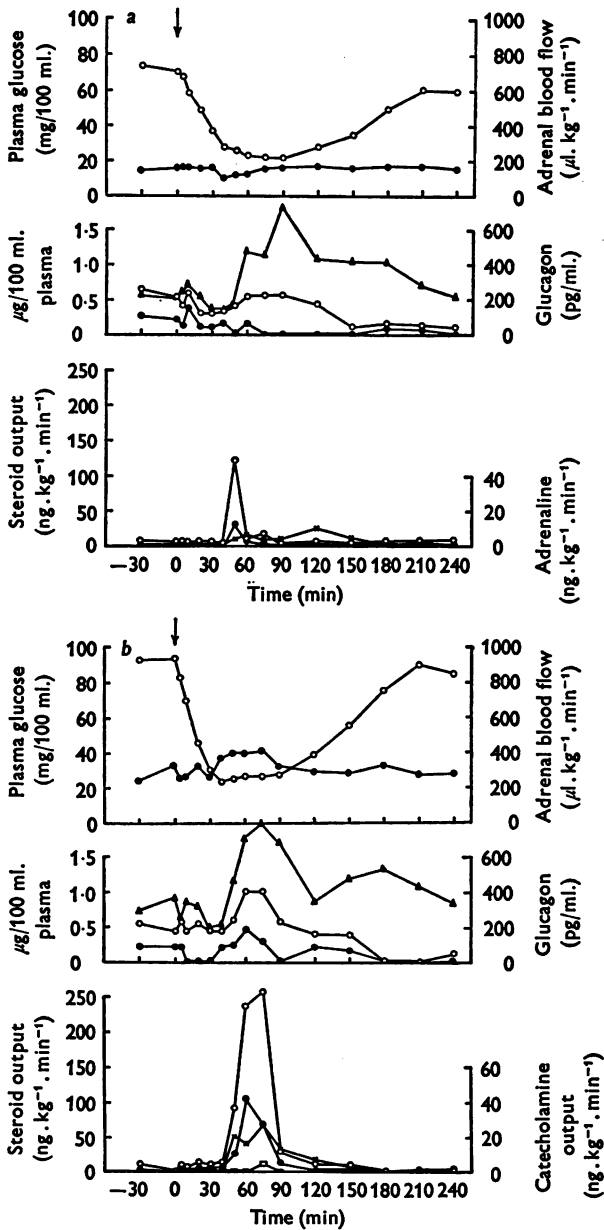 a
Plasma glucose
(mg/100 ml.)
100
80
60
40
20
0
1000
800
600
400
200
0
Adrenal blood flow
(μl. kg⁻¹. min⁻¹)
μg/100 ml.
plasma
1·5
1·0
0·5
0
600
400
200
0
Glucagon
(pg/ml.)
Steroid output
(ng. kg⁻¹. min⁻¹)
250
200
150
100
50
0
40
20
0
Adrenaline
(ng. kg⁻¹. min⁻¹)
−30 0 30 60 90 120 150 180 210 240
Time (min)
b
Plasma glucose
(mg/100 ml.)
100
80
60
40
20
0
1000
800
600
400
200
0
Adrenal blood flow
(μl. kg⁻¹. min⁻¹)
μg/100 ml.
plasma
1·5
1·0
0·5
0
600
400
200
0
Glucagon
(pg/ml.)
Steroid output
(ng. kg⁻¹. min⁻¹)
250
200
150
100
50
0
60
40
20
0
Catecholamine
output
(ng. kg⁻¹. min⁻¹)
−30 0 30 60 90 120 150 180 210 240
Time (min)